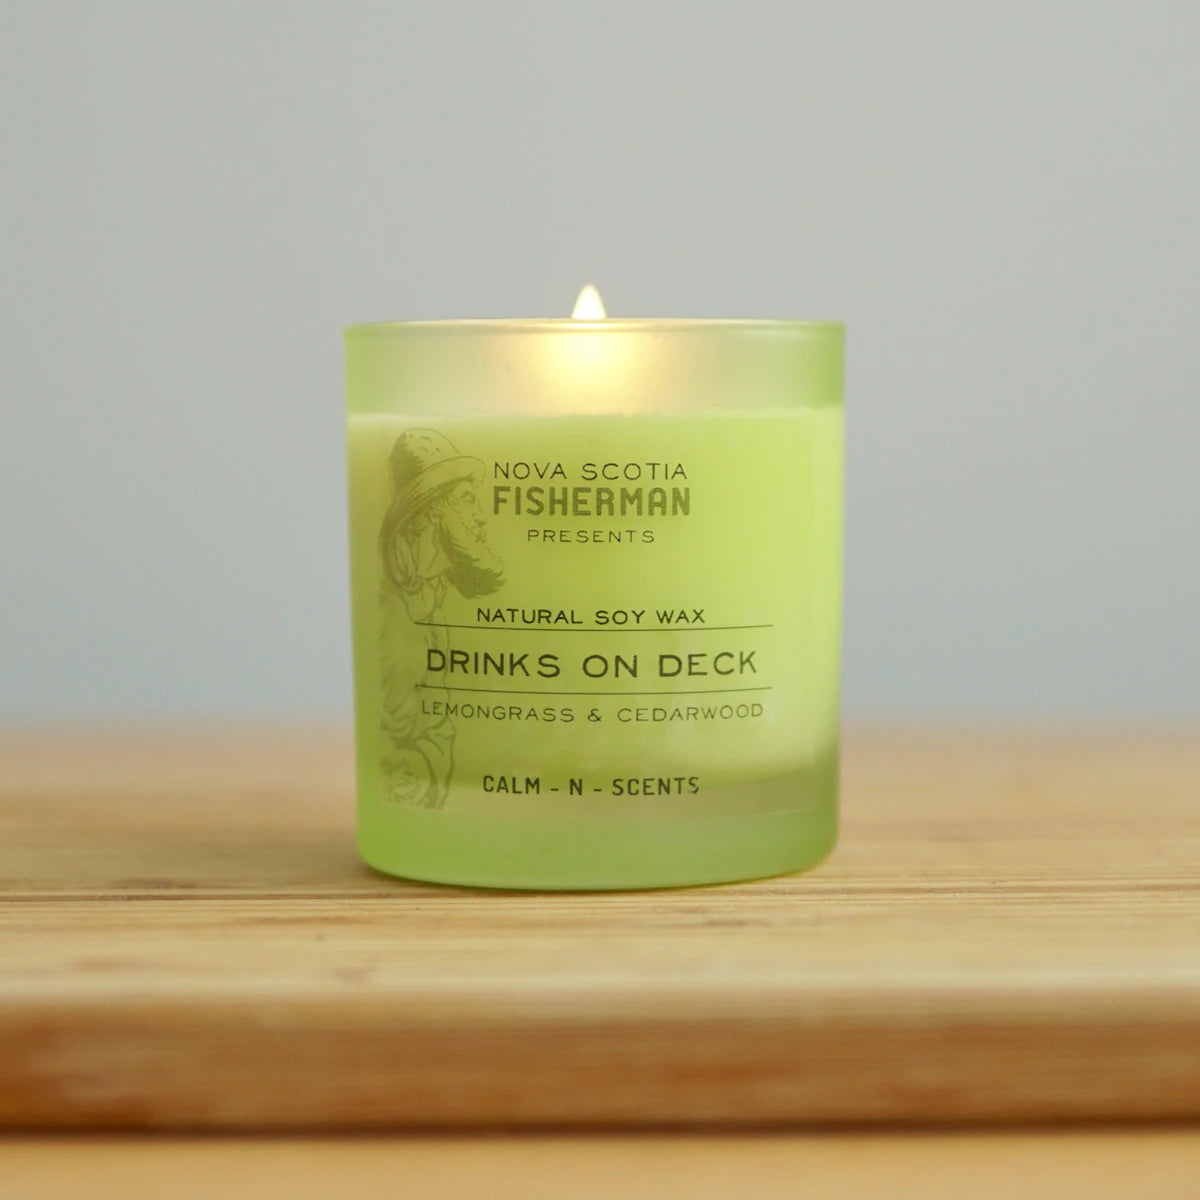 NOVA SCOTIA
FISHERMAN
PRESENTS
NATURAL SOY WAX
DRINKS ON DECK
LEMONGRASS & CEDARWOOD
CALM - N - SCENTS